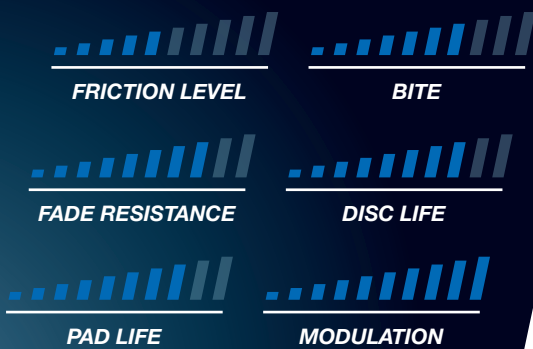 FRICTION LEVEL
BITE
FADE RESISTANCE
DISC LIFE
PAD LIFE
MODULATION